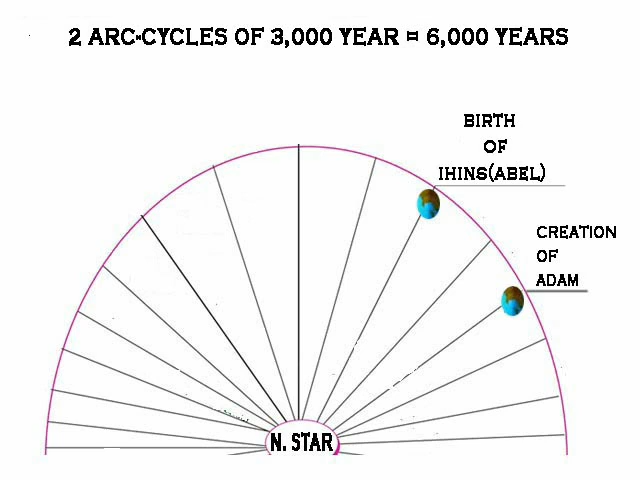 2 ARC-CYCLES OF 3,000 YEAR = 6,000 YEARS
BIRTH
OF
IHINS(ABEL)
CREATION
OF
ADAM
N. STAR